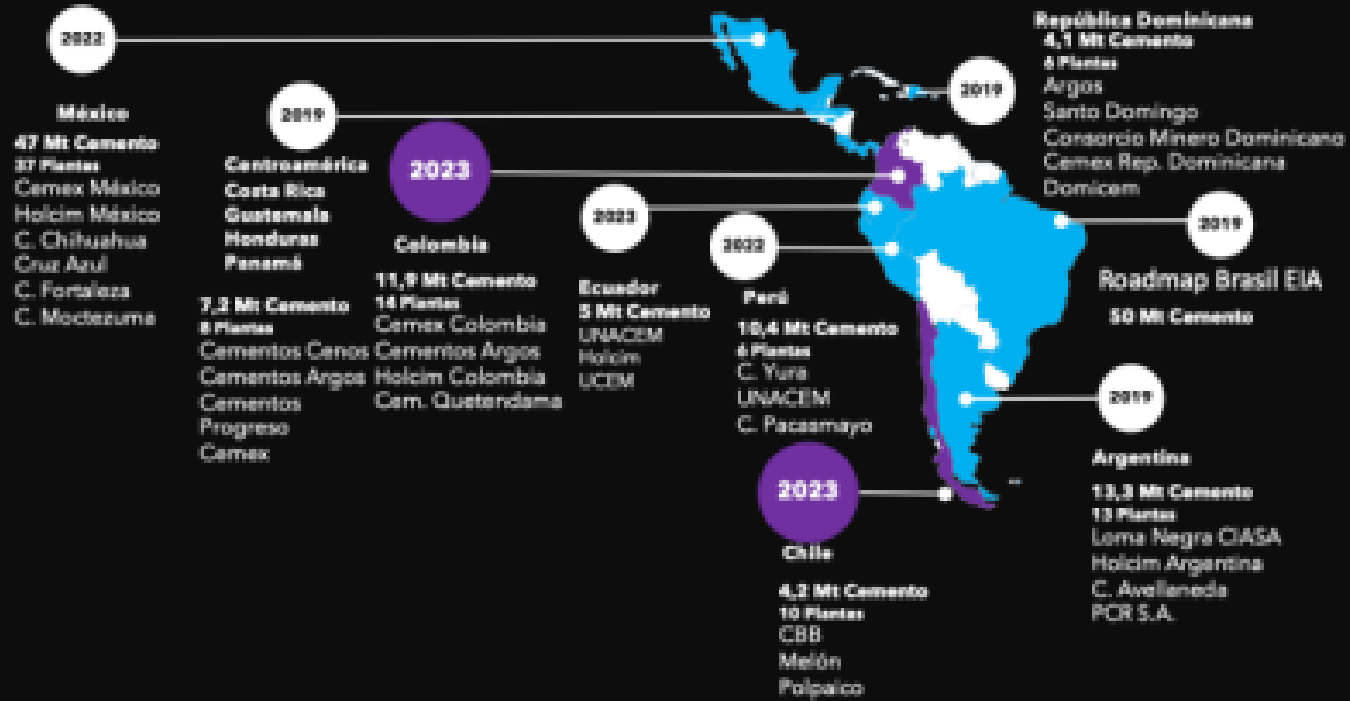 2022
México
47 Mt Cemento
37 Plantas
Cemex México
Holcim México
C. Chihuahua
Cruz Azul
C. Fortaleza
C. Moctezuma
2019
Centroamérica
Costa Rica
Guatemala
Honduras
Panamá
7,2 Mt Cemento
8 Plantas
Cementos Cenos
Cementos Argos
Cementos
Progreso
Cemex
2023
Colombia
11,9 Mt Cemento
14 Plantas
Cemex Colombia
Cementos Argos
Holcim Colombia
Cem. Quetendama
2023
Ecuador
5 Mt Cemento
UNACEM
Holcim
UCEM
2022
Perú
10,4 Mt Cemento
6 Plantas
C. Yura
UNACEM
C. Pacasmayo
2023
Chile
4,2 Mt Cemento
10 Plantas
CBB
Melón
Polpaico
República Dominicana
4,1 Mt Cemento
6 Plantas
Argos
Santo Domingo
Consorcio Minero Dominicano
Cemex Rep. Dominicana
Domicem
2019
2019
Roadmap Brasil EIA
50 Mt Cemento
2019
Argentina
13,3 Mt Cemento
13 Plantas
Loma Negra CIASA
Holcim Argentina
C. Avellaneda
PCR S.A.